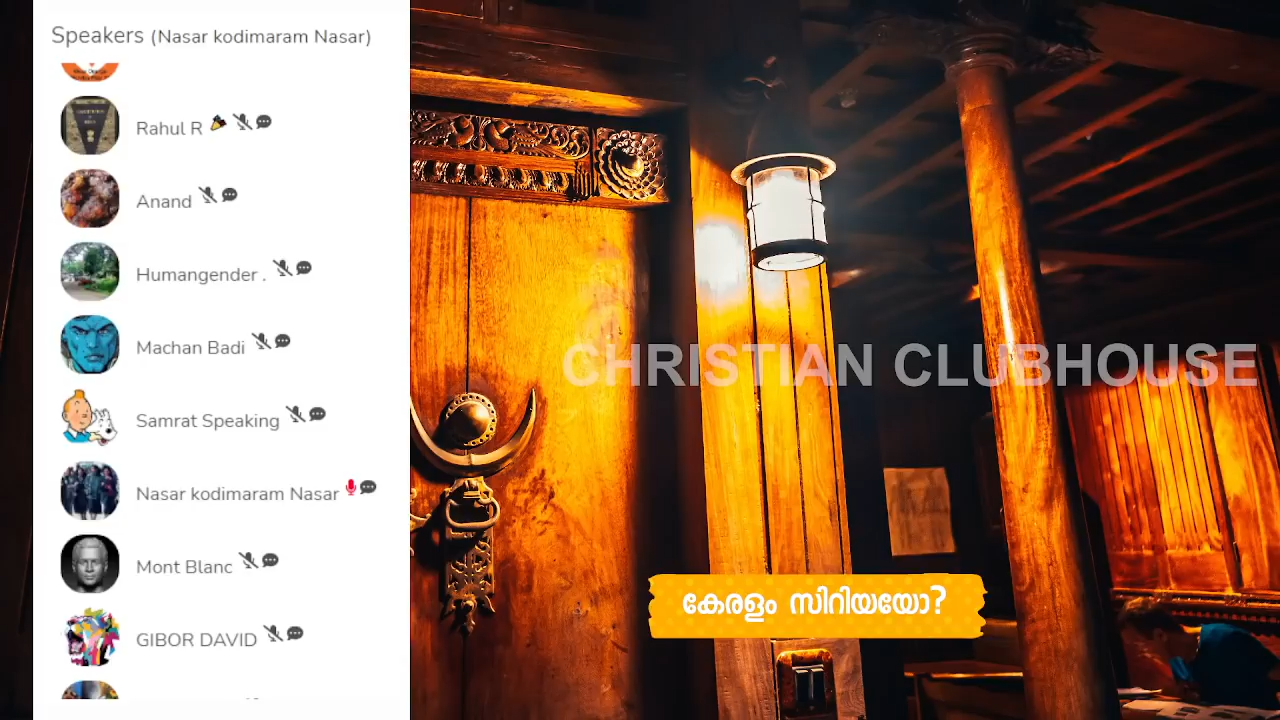 Speakers (Nasar kodimaram Nasar)
Rahul R
Anand
Humangender .
Machan Badi
Samrat Speaking
Nasar kodimaram Nasar
Mont Blanc
GIBOR DAVID
CHRISTIAN CLUBHOUSE
കേരളം സിറിയയോ?